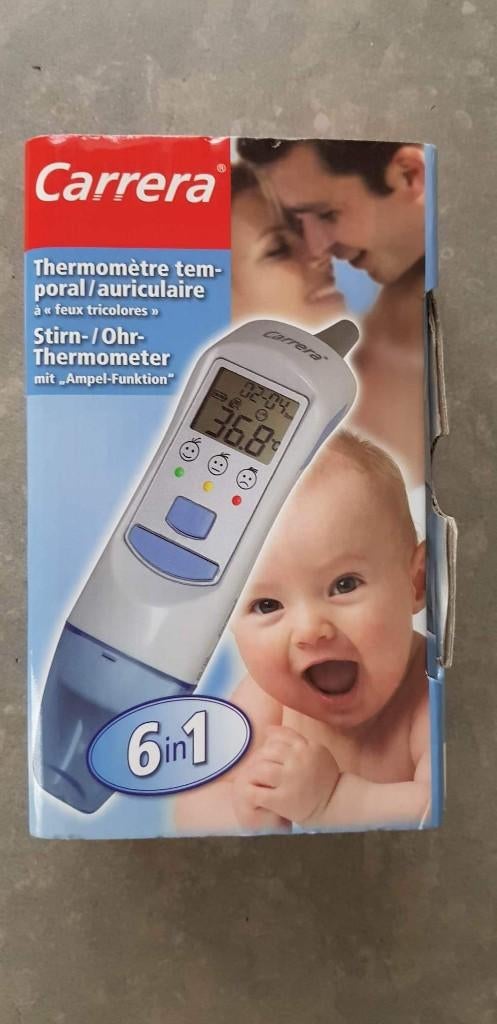 Carrera®
Thermomètre tem-
poral/auriculaire
à « feux tricolores »
Stirn-/Ohr-
Thermometer
mit „Ampel-Funktion"
Carrera®
02-04
36.8°C
6in1